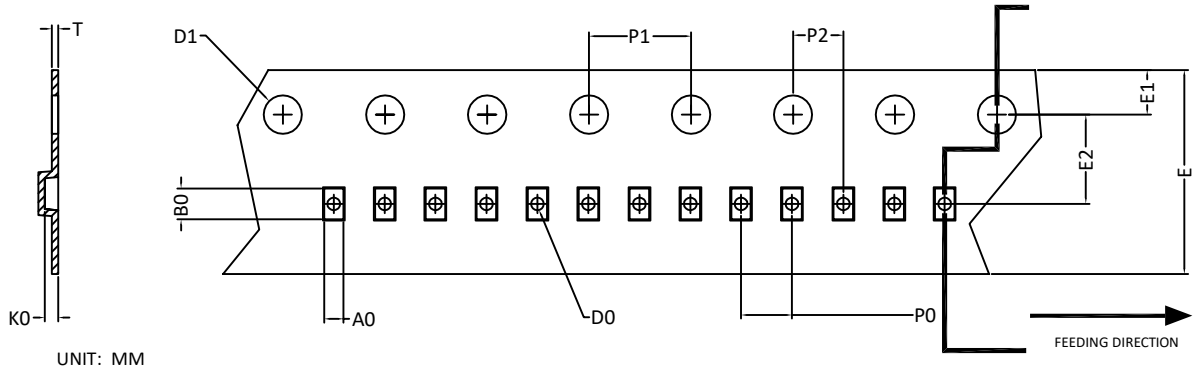 T
D1
P1
P2
E1
E2
E
B0
K0
A0
D0
P0
FEEDING DIRECTION
UNIT: MM